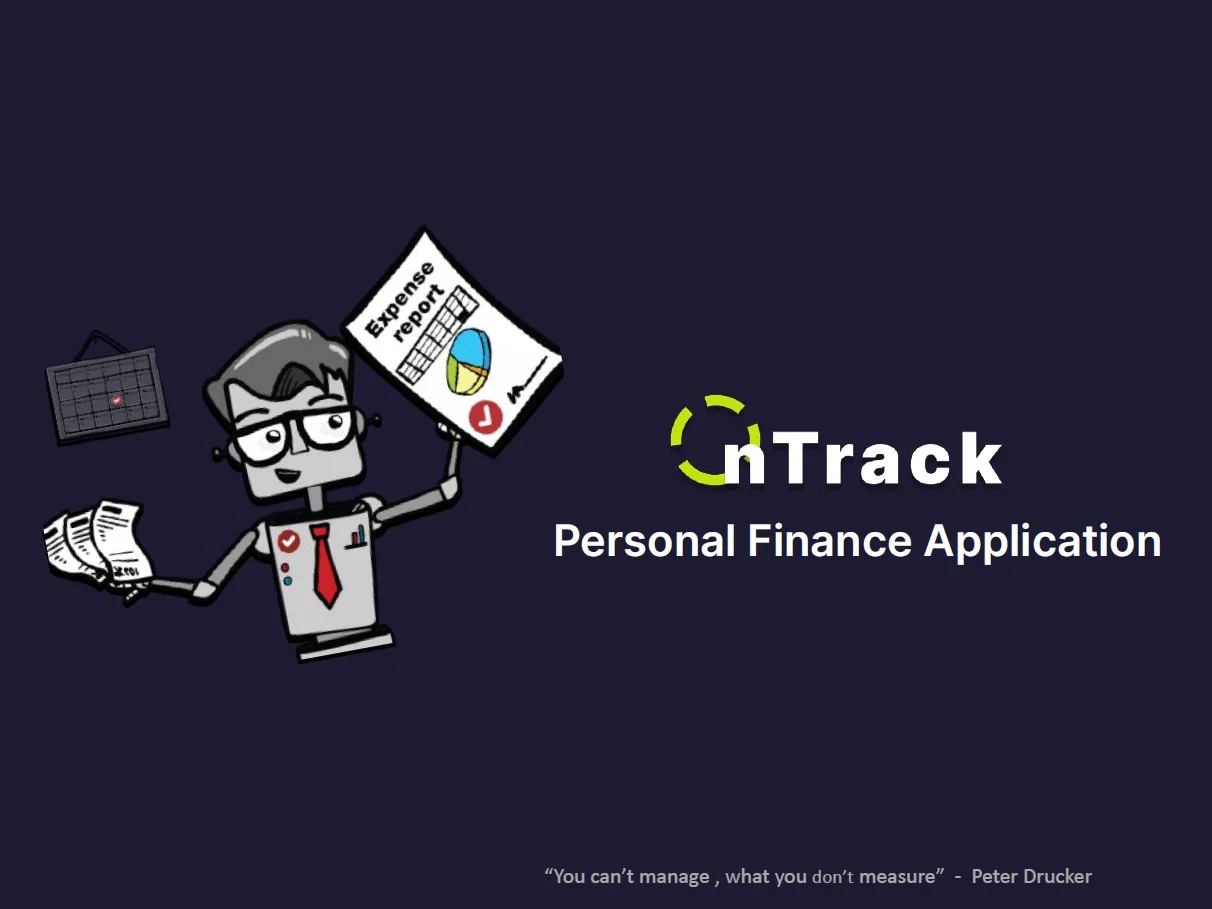 Expense
report
OnTrack
Personal Finance Application
“You can’t manage , what you don’t measure” - Peter Drucker